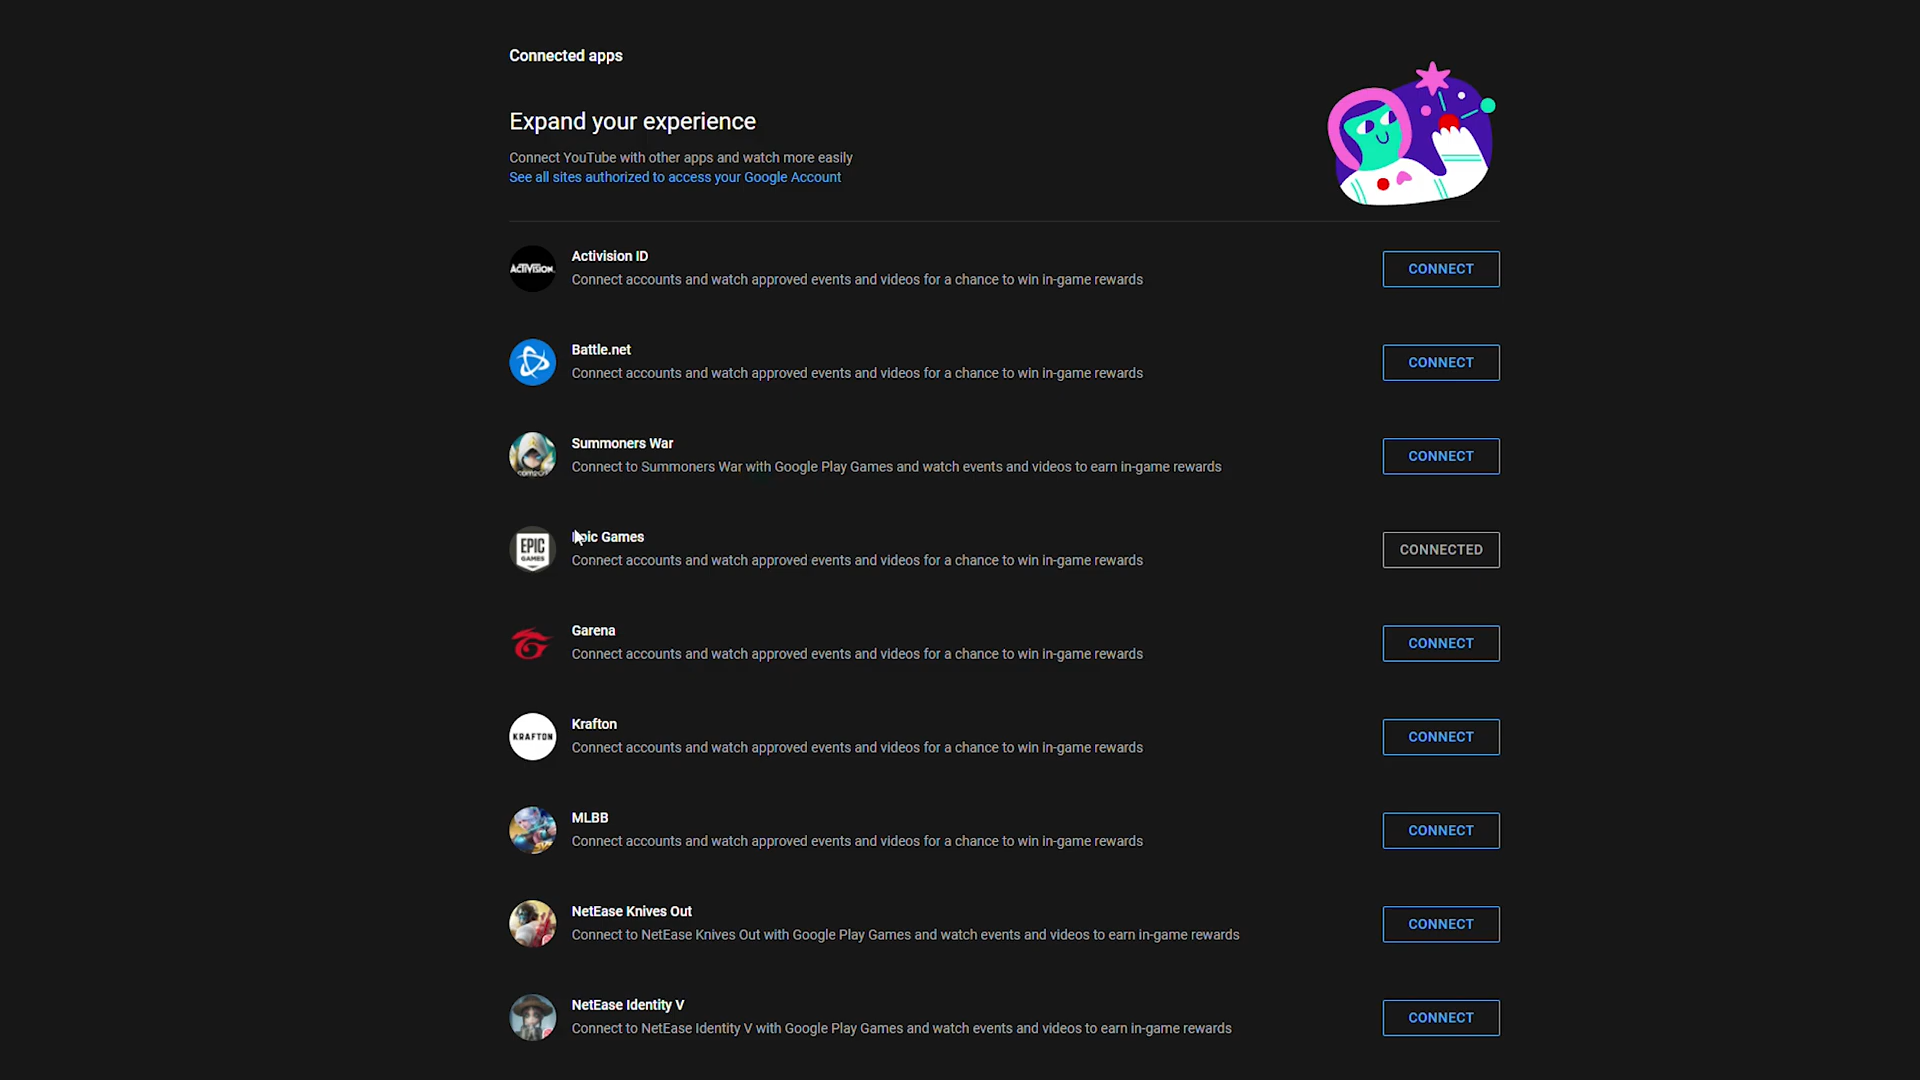 Connected apps
Expand your experience
Connect YouTube with other apps and watch more easily
See all sites authorized to access your Google Account
ACTIVISION
Activision ID
Connect accounts and watch approved events and videos for a chance to win in-game rewards
CONNECT
Battle.net
Connect accounts and watch approved events and videos for a chance to win in-game rewards
CONNECT
COM2US
Summoners War
Connect to Summoners War with Google Play Games and watch events and videos to earn in-game rewards
CONNECT
EPIC
GAMES
Epic Games
Connect accounts and watch approved events and videos for a chance to win in-game rewards
CONNECTED
Garena
Connect accounts and watch approved events and videos for a chance to win in-game rewards
CONNECT
KRAFTON
Krafton
Connect accounts and watch approved events and videos for a chance to win in-game rewards
CONNECT
MLBB
Connect accounts and watch approved events and videos for a chance to win in-game rewards
CONNECT
NetEase Knives Out
Connect to NetEase Knives Out with Google Play Games and watch events and videos to earn in-game rewards
CONNECT
NetEase Identity V
Connect to NetEase Identity V with Google Play Games and watch events and videos to earn in-game rewards
CONNECT